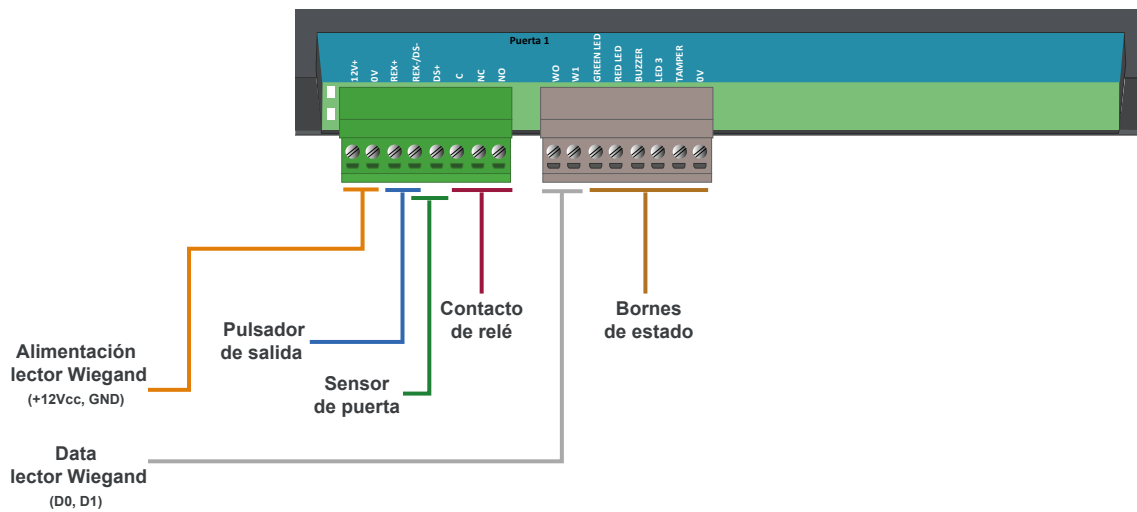 Puerta 1
12V+
0V
REX+
REX-/DS-
DS+
C
NC
NO
WO
W1
GREEN LED
RED LED
BUZZER
LED 3
TAMPER
0V
Contacto
de relé
Bornes
de estado
Pulsador
de salida
Alimentación
lector Wiegand
(+12Vcc, GND)
Sensor
de puerta
Data
lector Wiegand
(D0, D1)